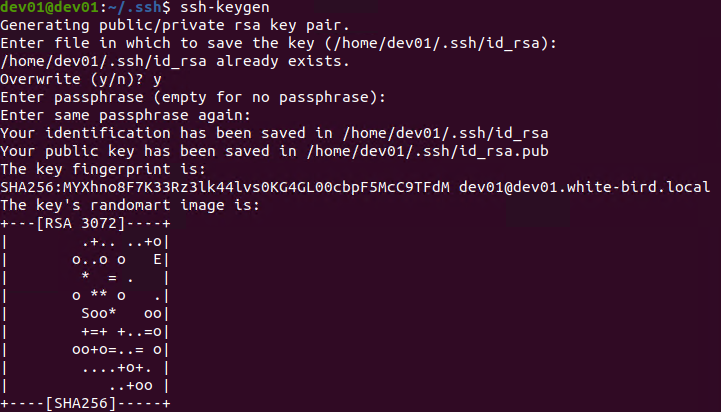 dev01@dev01:~/.ssh$ ssh-keygen
Generating public/private rsa key pair.
Enter file in which to save the key (/home/dev01/.ssh/id_rsa):
/home/dev01/.ssh/id_rsa already exists.
Overwrite (y/n)? y
Enter passphrase (empty for no passphrase):
Enter same passphrase again:
Your identification has been saved in /home/dev01/.ssh/id_rsa
Your public key has been saved in /home/dev01/.ssh/id_rsa.pub
The key fingerprint is:
SHA256:MYXhno8F7K33Rz3lk44lvs0KG4GL00cbpF5McC9TFdM dev01@dev01.white-bird.local
The key's randomart image is:
+---[RSA 3072]----+
|        .+.. ..+o|
|       o..o o   E|
|        *  = .   |
|       o ** o   .|
|        Soo*   oo|
|        +=+ +..=o|
|       oo+o=..= o|
|        ....+o+. |
|           ..+oo |
+----[SHA256]-----+